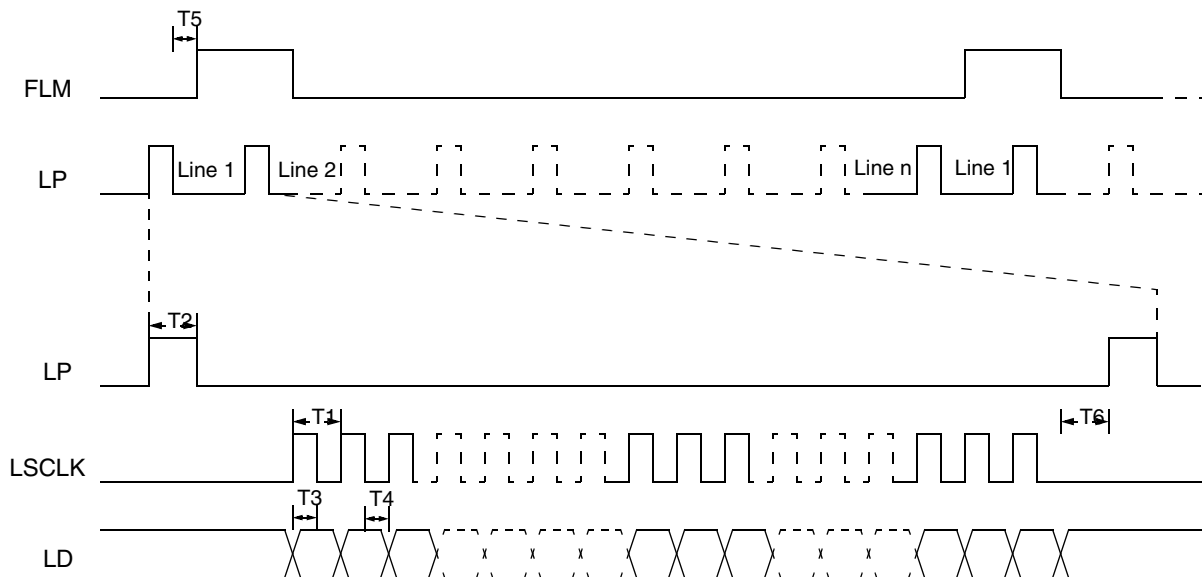 T5
FLM
LP
Line 1
Line 2
Line n
Line 1
T2
LP
T1
T6
LSCLK
T3
T4
LD